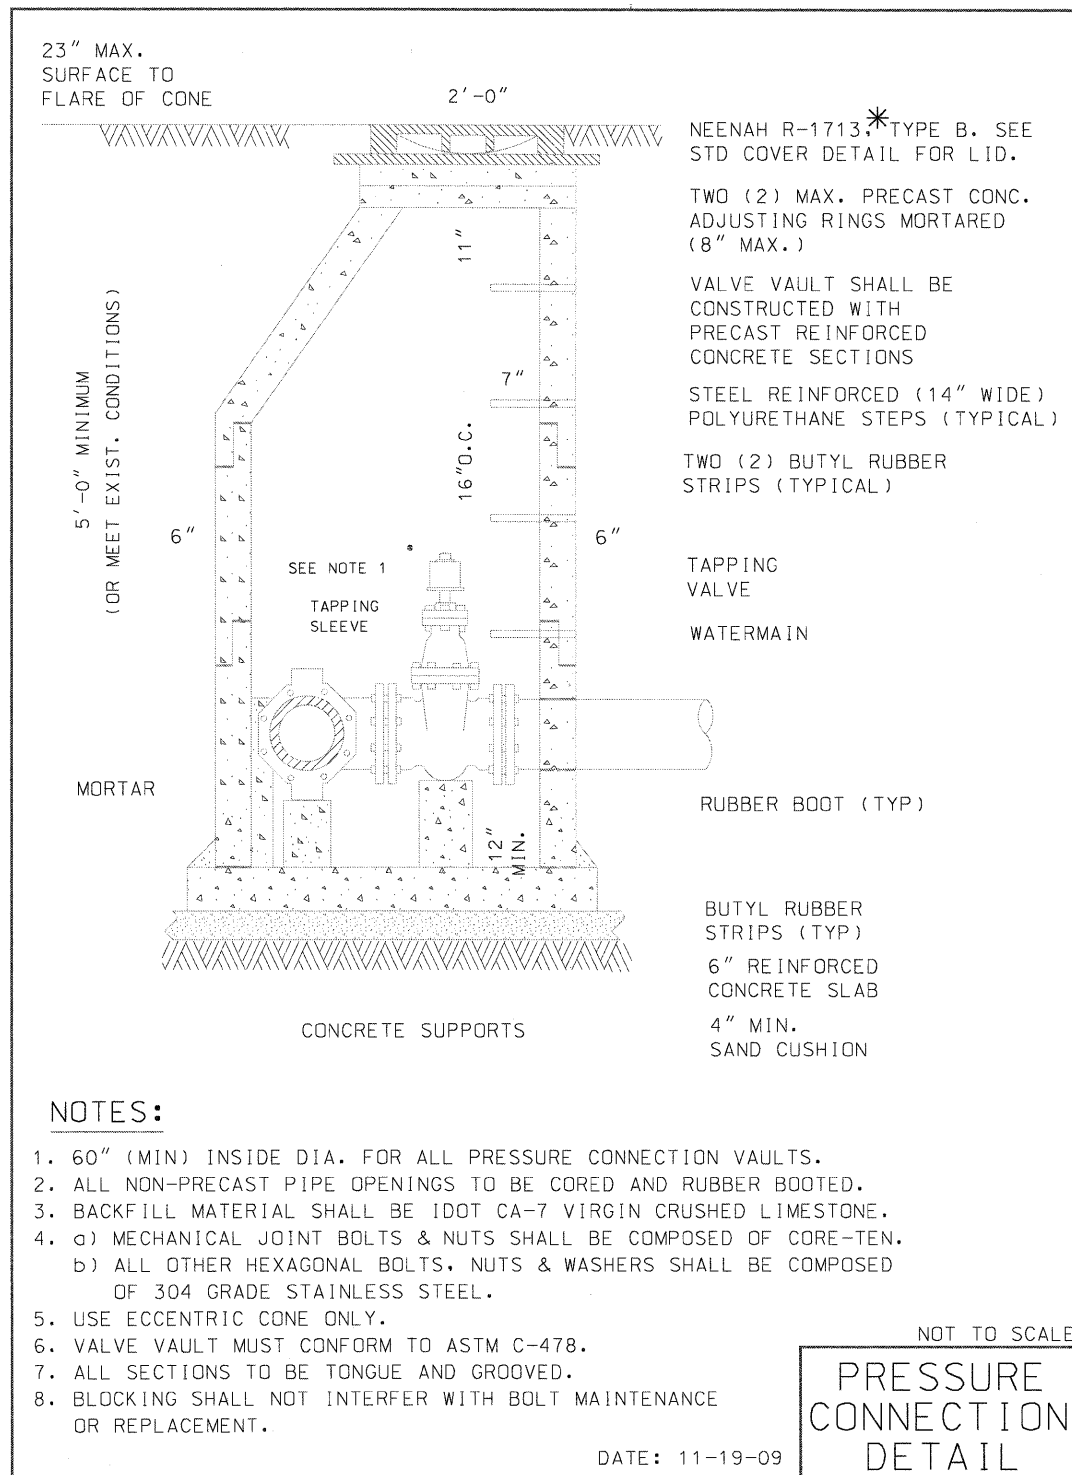 23" MAX.
SURFACE TO
FLARE OF CONE
2'-0"
NEENAH R-1713,* TYPE B. SEE
STD COVER DETAIL FOR LID.
TWO (2) MAX. PRECAST CONC.
ADJUSTING RINGS MORTARED
(8" MAX.)
11"
VALVE VAULT SHALL BE
CONSTRUCTED WITH
PRECAST REINFORCED
CONCRETE SECTIONS
5'-0" MINIMUM
(OR MEET EXIST. CONDITIONS)
7"
STEEL REINFORCED (14" WIDE)
POLYURETHANE STEPS (TYPICAL)
16"O.C.
TWO (2) BUTYL RUBBER
STRIPS (TYPICAL)
6"
6"
SEE NOTE 1
TAPPING
SLEEVE
TAPPING
VALVE
WATERMAIN
MORTAR
RUBBER BOOT (TYP)
12"
MIN.
BUTYL RUBBER
STRIPS (TYP)
6" REINFORCED
CONCRETE SLAB
4" MIN.
SAND CUSHION
CONCRETE SUPPORTS
NOTES:
1. 60" (MIN) INSIDE DIA. FOR ALL PRESSURE CONNECTION VAULTS.
2. ALL NON-PRECAST PIPE OPENINGS TO BE CORED AND RUBBER BOOTED.
3. BACKFILL MATERIAL SHALL BE IDOT CA-7 VIRGIN CRUSHED LIMESTONE.
4. a) MECHANICAL JOINT BOLTS & NUTS SHALL BE COMPOSED OF CORE-TEN.
b) ALL OTHER HEXAGONAL BOLTS, NUTS & WASHERS SHALL BE COMPOSED
OF 304 GRADE STAINLESS STEEL.
5. USE ECCENTRIC CONE ONLY.
6. VALVE VAULT MUST CONFORM TO ASTM C-478.
7. ALL SECTIONS TO BE TONGUE AND GROOVED.
8. BLOCKING SHALL NOT INTERFER WITH BOLT MAINTENANCE
OR REPLACEMENT.
NOT TO SCALE
PRESSURE
CONNECTION
DETAIL
DATE: 11-19-09